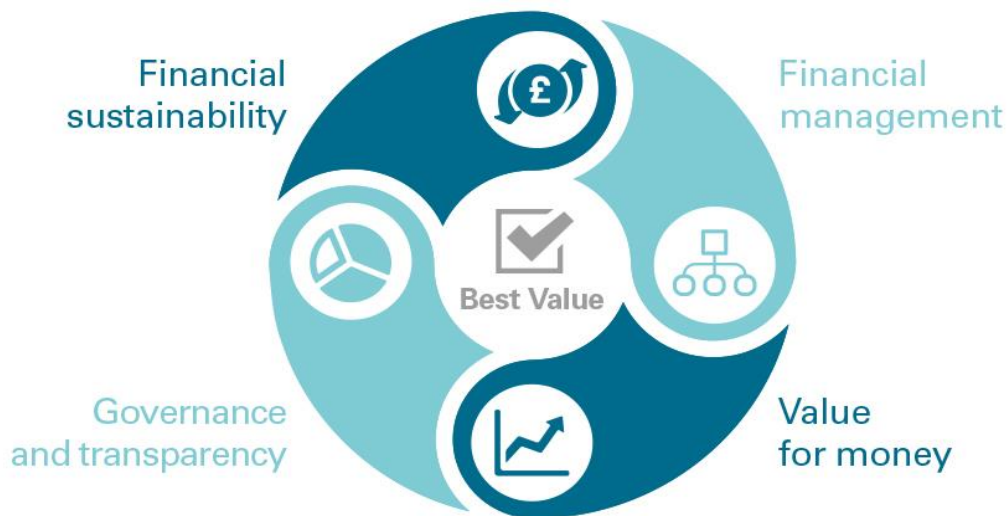 Financial
sustainability
£
Financial
management
Best Value
Governance
and transparency
Value
for money